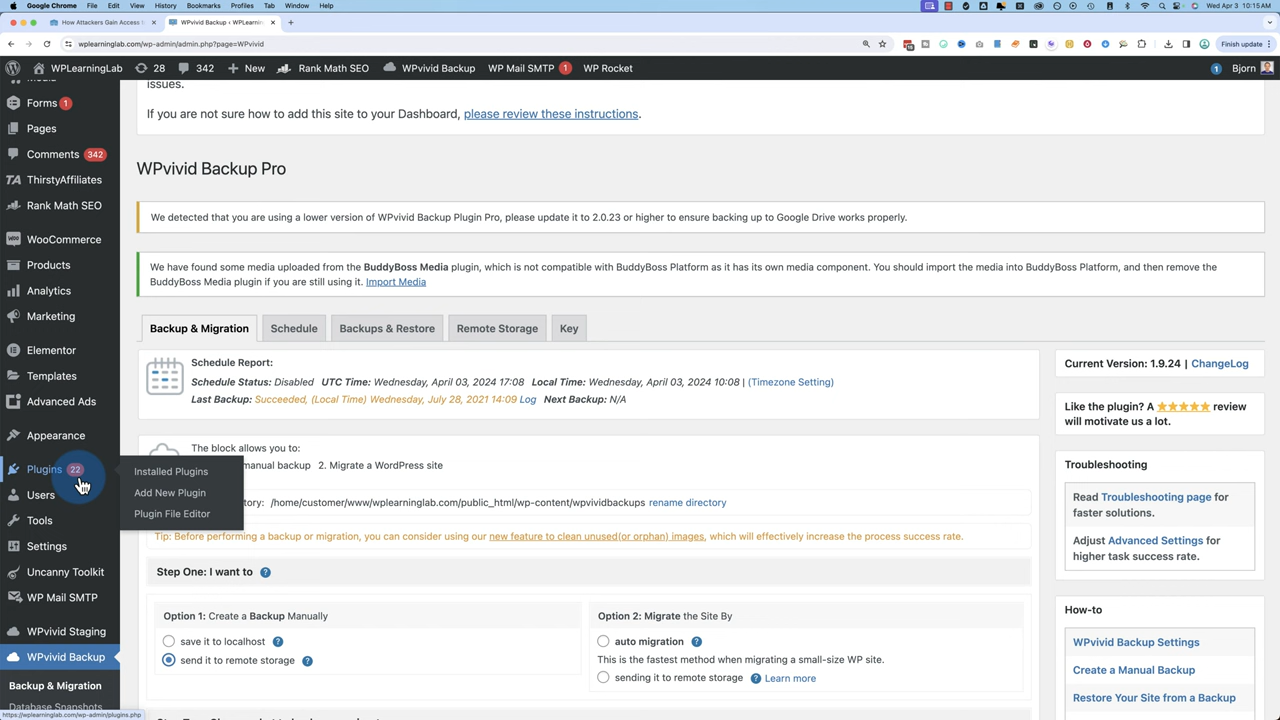 Google Chrome File Edit View History Bookmarks Profiles Tab Window Help
Wed Apr 3 10:15 AM
How Attackers Gain Access t
WPvivid Backup ‹ WPLearnin
wplearninglab.com/wp-admin/admin.php?page=WPvivid
Finish update
WPLearningLab 28 342 New Rank Math SEO WPvivid Backup WP Mail SMTP 1 WP Rocket
1 Bjorn
Media
Forms 1
Pages
Comments 342
ThirstyAffiliates
Rank Math SEO
WooCommerce
Products
Analytics
Marketing
Elementor
Templates
Advanced Ads
Appearance
Plugins 22
Users
Tools
Settings
Uncanny Toolkit
WP Mail SMTP
WPvivid Staging
WPvivid Backup
Backup & Migration
Database Snapshots
https://wplearninglab.com/wp-admin/plugins.php
Installed Plugins
Add New Plugin
Plugin File Editor
issues.
If you are not sure how to add this site to your Dashboard, please review these instructions.
WPvivid Backup Pro
We detected that you are using a lower version of WPvivid Backup Plugin Pro, please update it to 2.0.23 or higher to ensure backing up to Google Drive works properly.
We have found some media uploaded from the BuddyBoss Media plugin, which is not compatible with BuddyBoss Platform as it has its own media component. You should import the media into BuddyBoss Platform, and then remove the
BuddyBoss Media plugin if you are still using it. Import Media
Backup & Migration Schedule Backups & Restore Remote Storage Key
Schedule Report:
Schedule Status: Disabled UTC Time: Wednesday, April 03, 2024 17:08 Local Time: Wednesday, April 03, 2024 10:08 | (Timezone Setting)
Last Backup: Succeeded, (Local Time) Wednesday, July 28, 2021 14:09 Log Next Backup: N/A
The block allows you to:
manual backup 2. Migrate a WordPress site
tory: /home/customer/www/wplearninglab.com/public_html/wp-content/wpvividbackups rename directory
Tip: Before performing a backup or migration, you can consider using our new feature to clean unused(or orphan) images, which will effectively increase the process success rate.
Step One: I want to ?
Option 1: Create a Backup Manually
save it to localhost ?
send it to remote storage ?
Option 2: Migrate the Site By
auto migration ?
This is the fastest method when migrating a small-size WP site.
sending it to remote storage ? Learn more
Current Version: 1.9.24 | ChangeLog
Like the plugin? A ★★★★★ review
will motivate us a lot.
Troubleshooting
Read Troubleshooting page for
faster solutions.
Adjust Advanced Settings for
higher task success rate.
How-to
WPvivid Backup Settings
Create a Manual Backup
Restore Your Site from a Backup